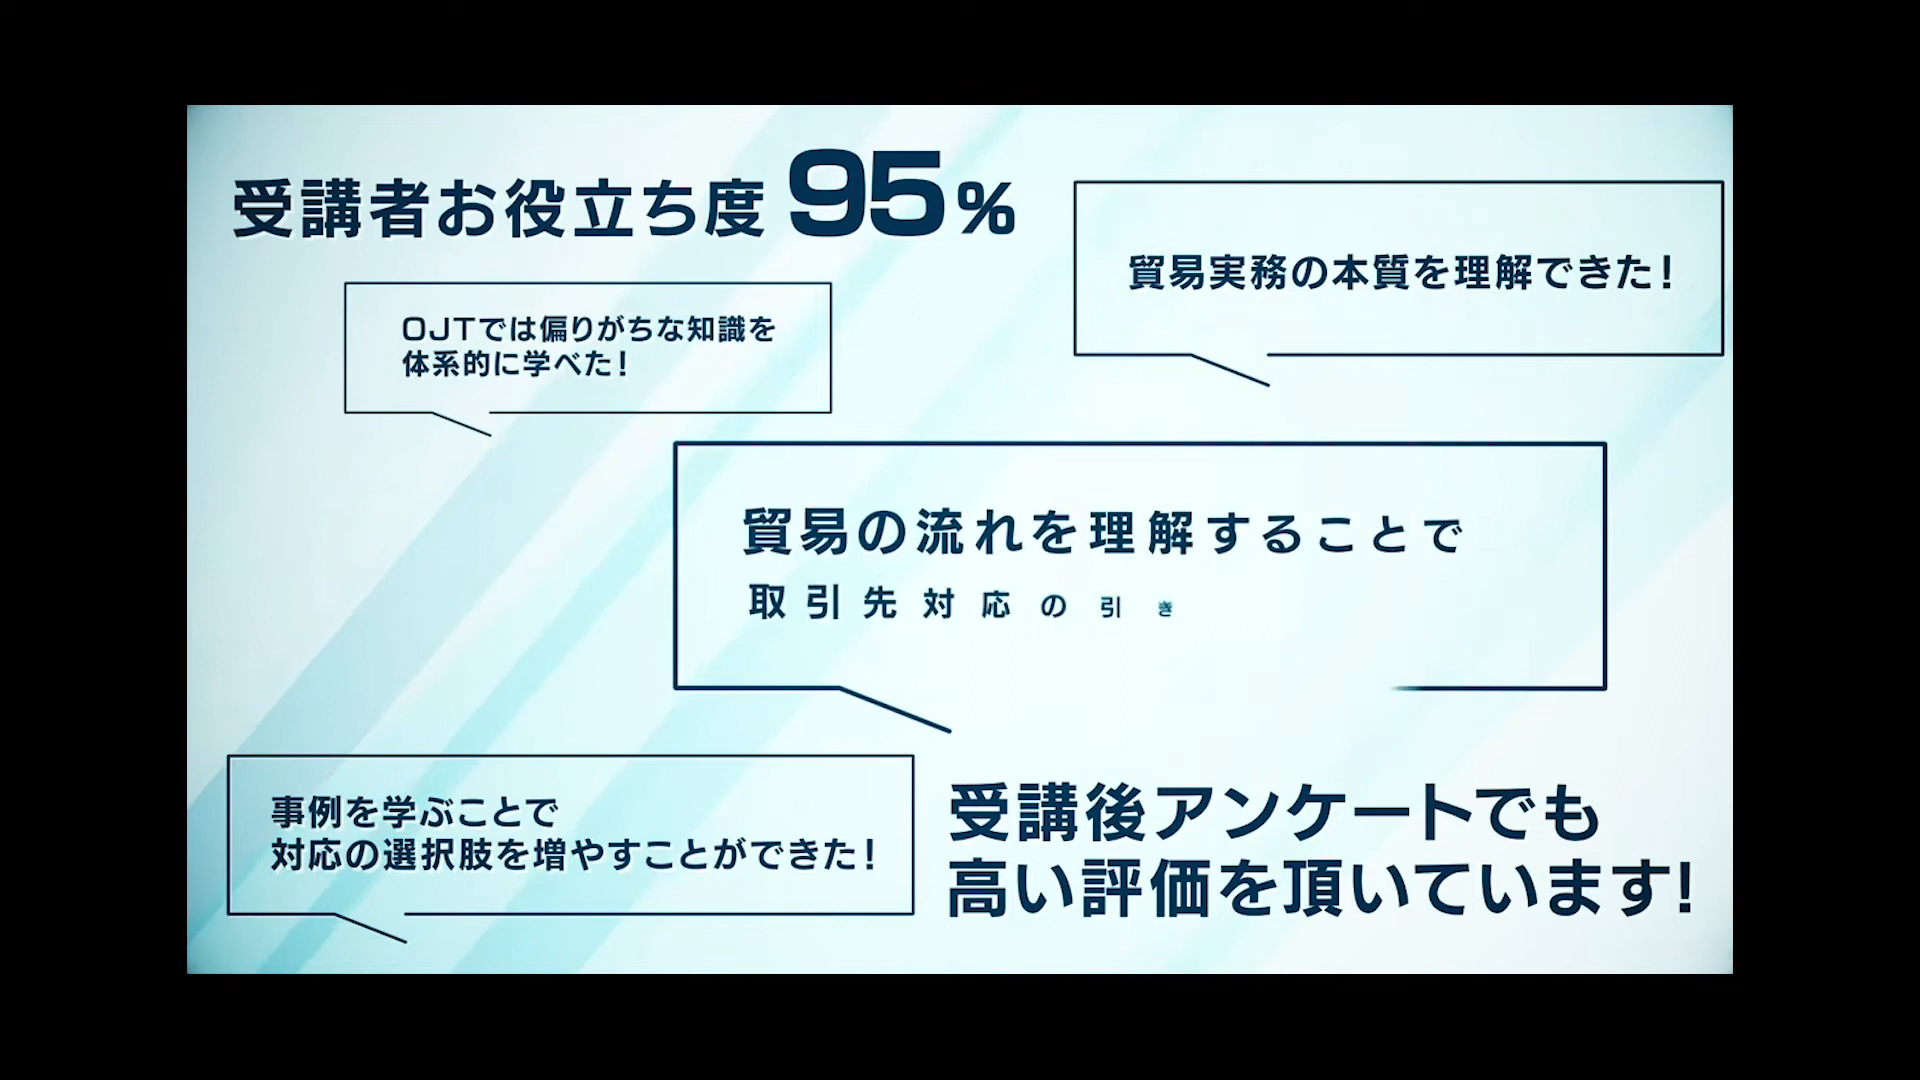 受講者お役立ち度 95%
貿易実務の本質を理解できた!
OJTでは偏りがちな知識を
体系的に学べた!
貿易の流れを理解することで
取引先対応の引き
事例を学ぶことで
対応の選択肢を増やすことができた!
受講後アンケートでも
高い評価を頂いています!